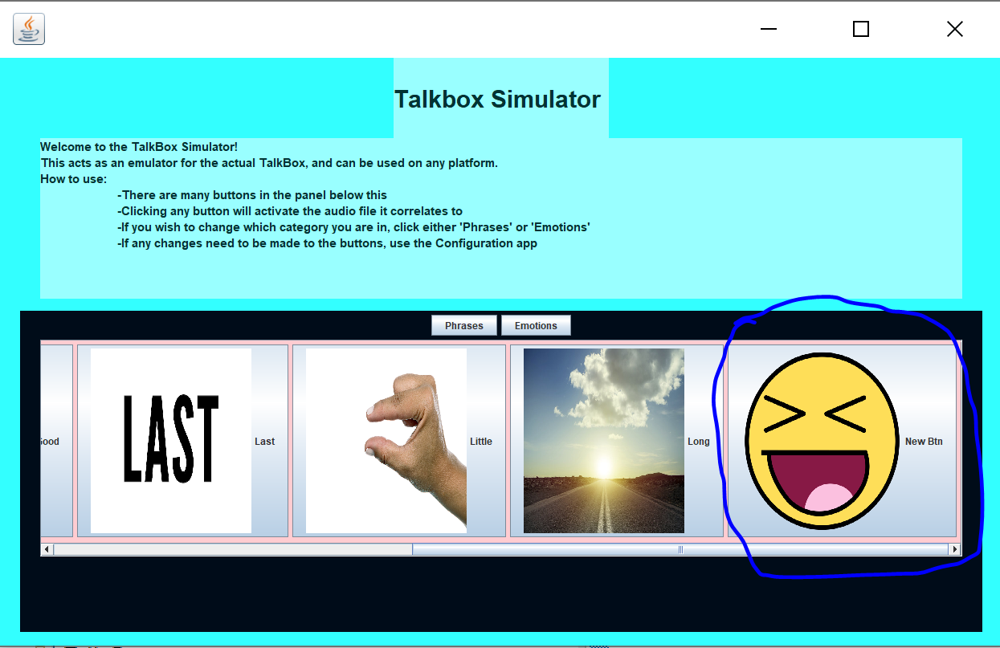 Talkbox Simulator
Welcome to the TalkBox Simulator!
This acts as an emulator for the actual TalkBox, and can be used on any platform.
How to use:
-There are many buttons in the panel below this
-Clicking any button will activate the audio file it correlates to
-If you wish to change which category you are in, click either 'Phrases' or 'Emotions'
-If any changes need to be made to the buttons, use the Configuration app
Phrases Emotions
LAST
Last Little Long New Btn